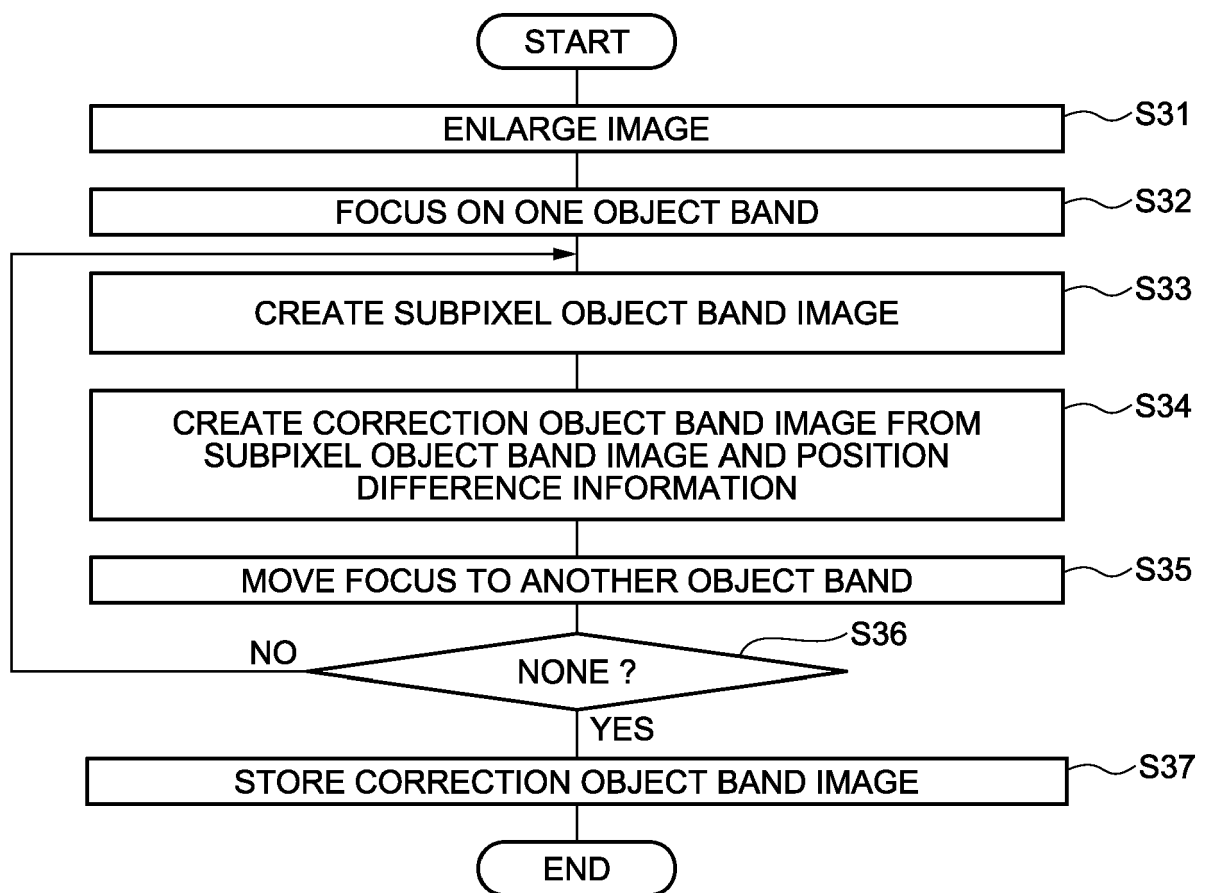 START
ENLARGE IMAGE
S31
FOCUS ON ONE OBJECT BAND
S32
CREATE SUBPIXEL OBJECT BAND IMAGE
S33
CREATE CORRECTION OBJECT BAND IMAGE FROM
SUBPIXEL OBJECT BAND IMAGE AND POSITION
DIFFERENCE INFORMATION
S34
MOVE FOCUS TO ANOTHER OBJECT BAND
S35
S36
NO
NONE ?
YES
STORE CORRECTION OBJECT BAND IMAGE
S37
END